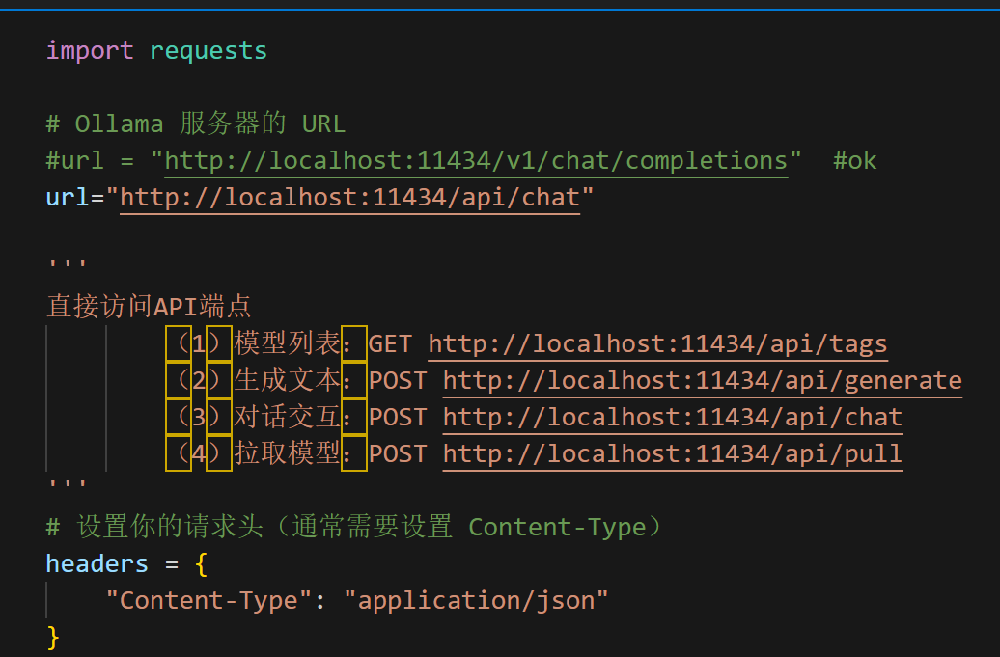 import requests
# Ollama 服务器的 URL
#url = "http://localhost:11434/v1/chat/completions"  #ok
url="http://localhost:11434/api/chat"
'''
直接访问API端点
（1）模型列表：GET http://localhost:11434/api/tags
（2）生成文本：POST http://localhost:11434/api/generate
（3）对话交互：POST http://localhost:11434/api/chat
（4）拉取模型：POST http://localhost:11434/api/pull
'''
# 设置你的请求头（通常需要设置 Content-Type）
headers = {
"Content-Type": "application/json"
}